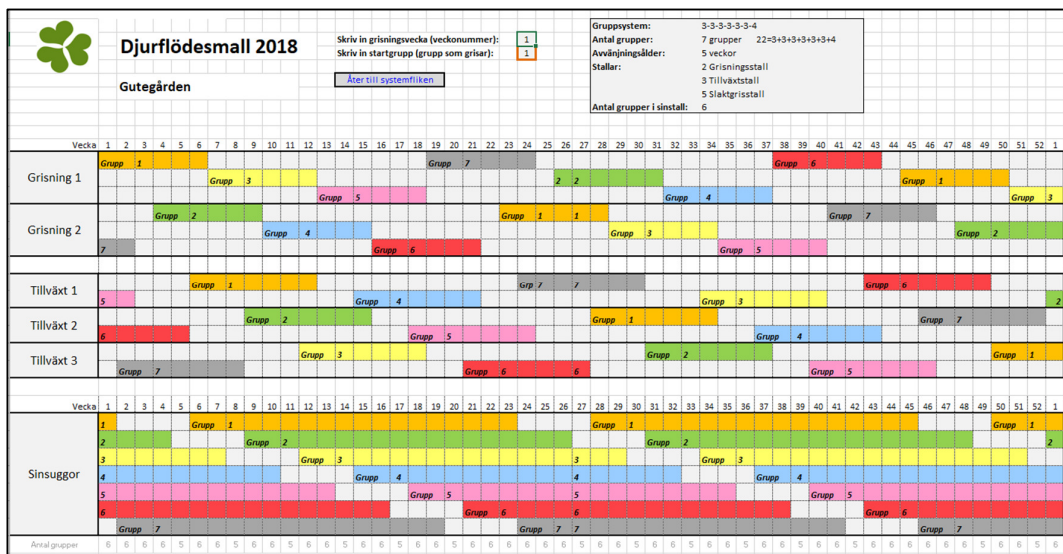 Djurflödesmall 2018
Gutegården
Skriv in grisningsvecka (veckonummer): 1
Skriv in startgrupp (grupp som grisar): 1
Åter till systemfliken
Gruppsystem: 3-3-3-3-3-3-4
Antal grupper: 7 grupper 22=3+3+3+3+3+3+4
Avvänjningsålder: 5 veckor
Stallar: 2 Grisningsstall
3 Tillväxtstall
5 Slaktgrisstall
Antal grupper i sinstall: 6
Vecka 1 2 3 4 5 6 7 8 9 10 11 12 13 14 15 16 17 18 19 20 21 22 23 24 25 26 27 28 29 30 31 32 33 34 35 36 37 38 39 40 41 42 43 44 45 46 47 48 49 50 51 52 1
Grupp 1 Grupp 7 Grupp 6 Grupp 1
Grisning 1 Grupp 3 2 2 Grupp 3
Grupp 5 Grupp 4
Grupp 2 Grupp 1 1 Grupp 7
Grisning 2 Grupp 4 Grupp 3 Grupp 2
7 Grupp 6 Grupp 5
Tillväxt 1 Grupp 1 Grp 7 7 Grupp 6
5 Grupp 4 Grupp 3 2
Tillväxt 2 Grupp 2 Grupp 1 Grupp 7
6 Grupp 5 Grupp 4
Tillväxt 3 Grupp 3 Grupp 2 Grupp 1
Grupp 7 Grupp 6 6 Grupp 5
Vecka 1 2 3 4 5 6 7 8 9 10 11 12 13 14 15 16 17 18 19 20 21 22 23 24 25 26 27 28 29 30 31 32 33 34 35 36 37 38 39 40 41 42 43 44 45 46 47 48 49 50 51 52 1
1 Grupp 1 Grupp 1 Grupp 1
2 Grupp 2 Grupp 2 2
3 Grupp 3 3 Grupp 3
Sinsuggor 4 Grupp 4 4 Grupp 4
5 Grupp 5 5 Grupp 5
6 Grupp 6 6 Grupp 6
Grupp 7 Grupp 7 7 Grupp 7
Antal grupper